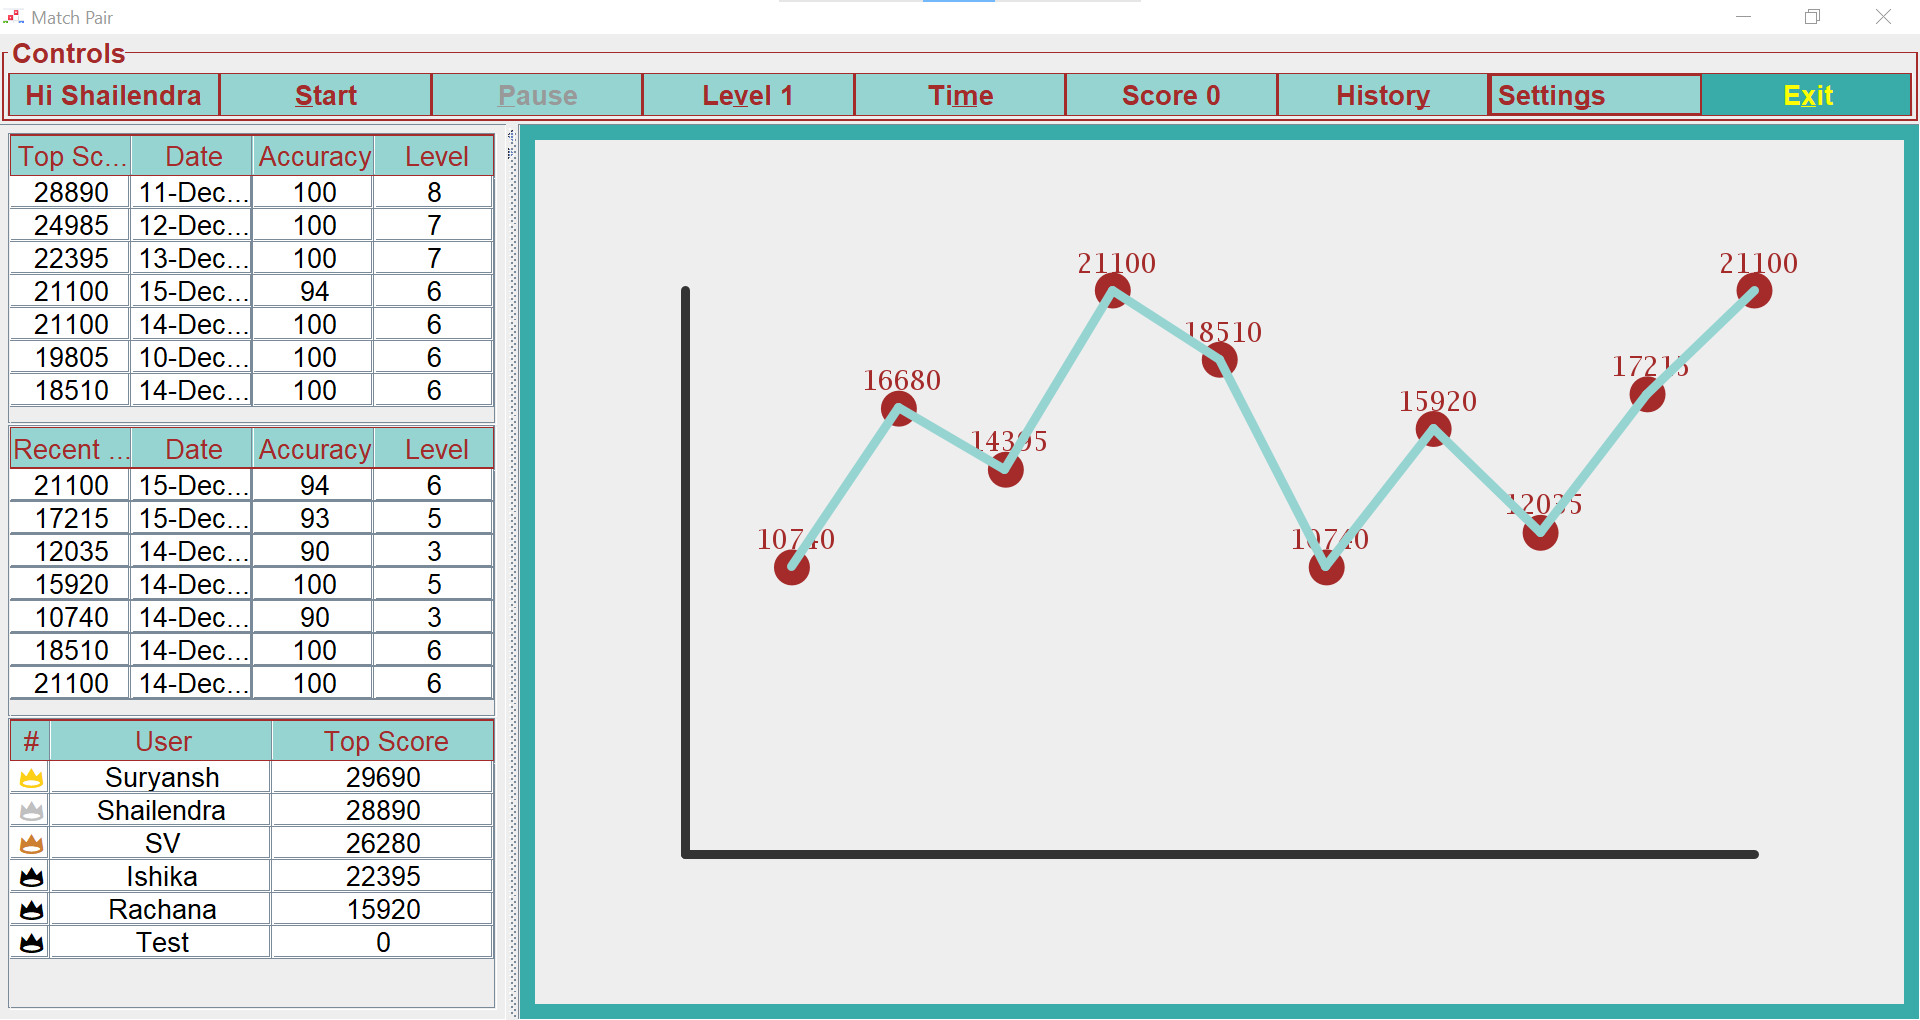 Match Pair
Controls
Hi Shailendra Start Pause Level 1 Time Score 0 History Settings Exit
Top Sc... Date Accuracy Level
28890 11-Dec... 100 8
24985 12-Dec... 100 7
22395 13-Dec... 100 7
21100 15-Dec... 94 6
21100 14-Dec... 100 6
19805 10-Dec... 100 6
18510 14-Dec... 100 6
Recent ... Date Accuracy Level
21100 15-Dec... 94 6
17215 15-Dec... 93 5
12035 14-Dec... 90 3
15920 14-Dec... 100 5
10740 14-Dec... 90 3
18510 14-Dec... 100 6
21100 14-Dec... 100 6
# User Top Score
Suryansh 29690
Shailendra 28890
SV 26280
Ishika 22395
Rachana 15920
Test 0
10740
16680
14395
21100
18510
10740
15920
12035
17215
21100